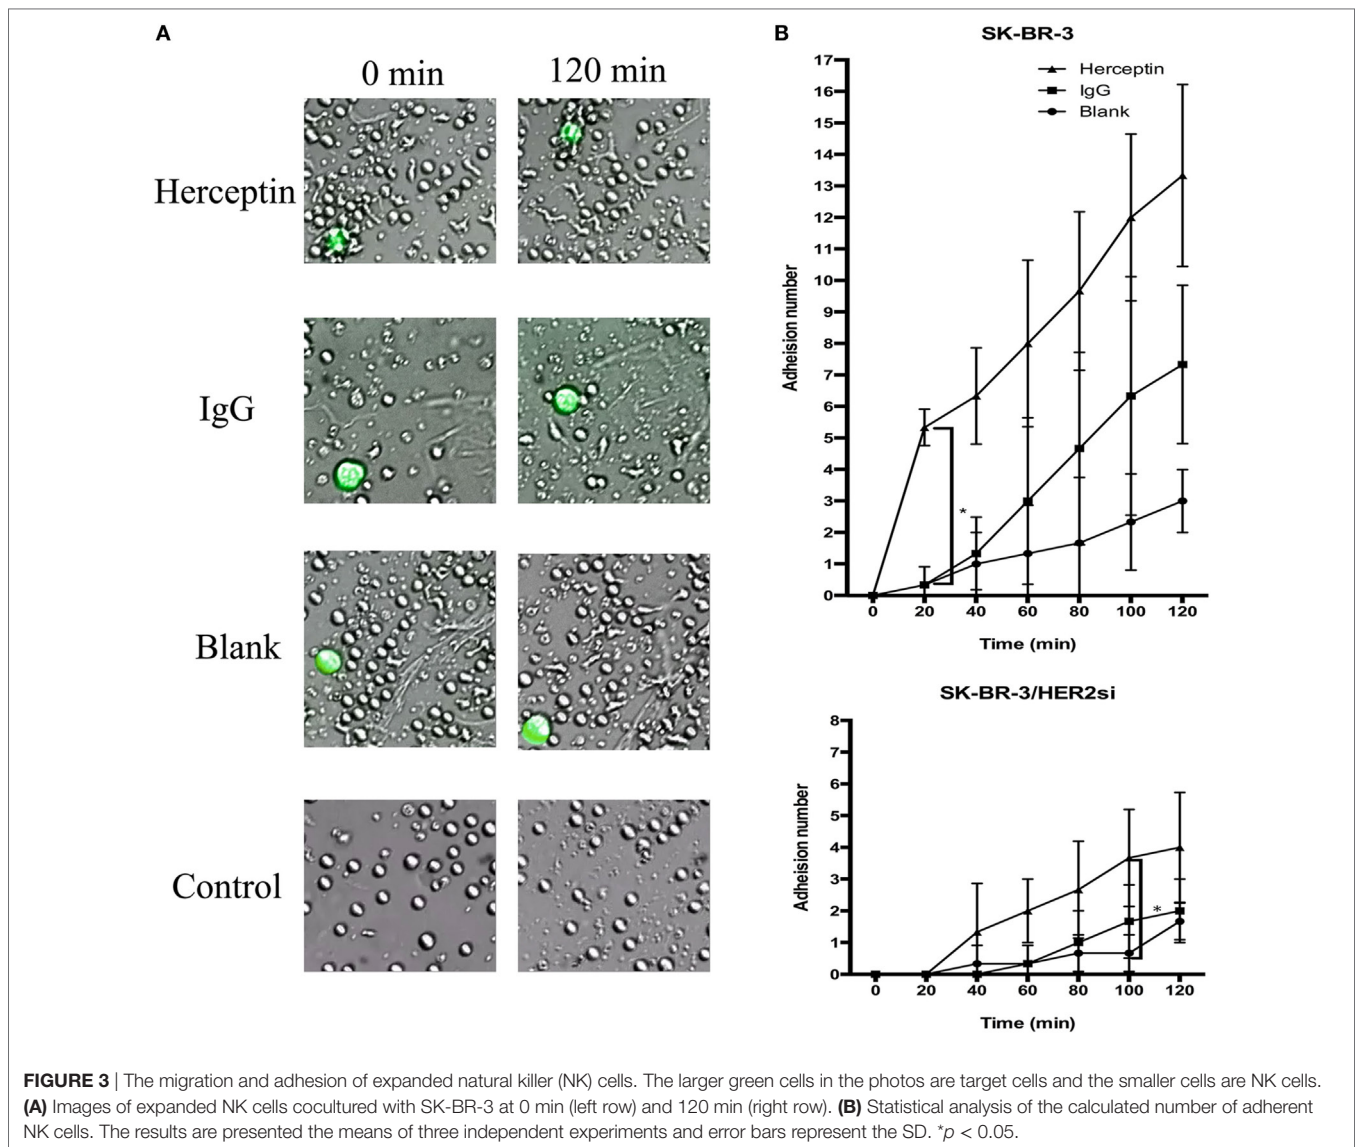 A
0 min 120 min
Herceptin
IgG
Blank
Control
B
SK-BR-3
Herceptin
IgG
Blank
17
16
15
14
13
12
11
10
9
8
7
6
5
4
3
2
1
0
Adheision number
*
0 20 40 60 80 100 120
Time (min)
SK-BR-3/HER2si
8
7
6
5
4
3
2
1
0
Adheision number
*
0 20 40 60 80 100 120
Time (min)
FIGURE 3 | The migration and adhesion of expanded natural killer (NK) cells. The larger green cells in the photos are target cells and the smaller cells are NK cells.
(A) Images of expanded NK cells cocultured with SK-BR-3 at 0 min (left row) and 120 min (right row). (B) Statistical analysis of the calculated number of adherent
NK cells. The results are presented the means of three independent experiments and error bars represent the SD. *p < 0.05.